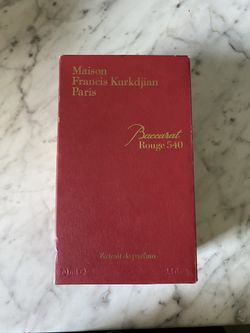 Maison
Francis Kurkdjian
Paris
Baccarat
Rouge 540
Extrait de parfum